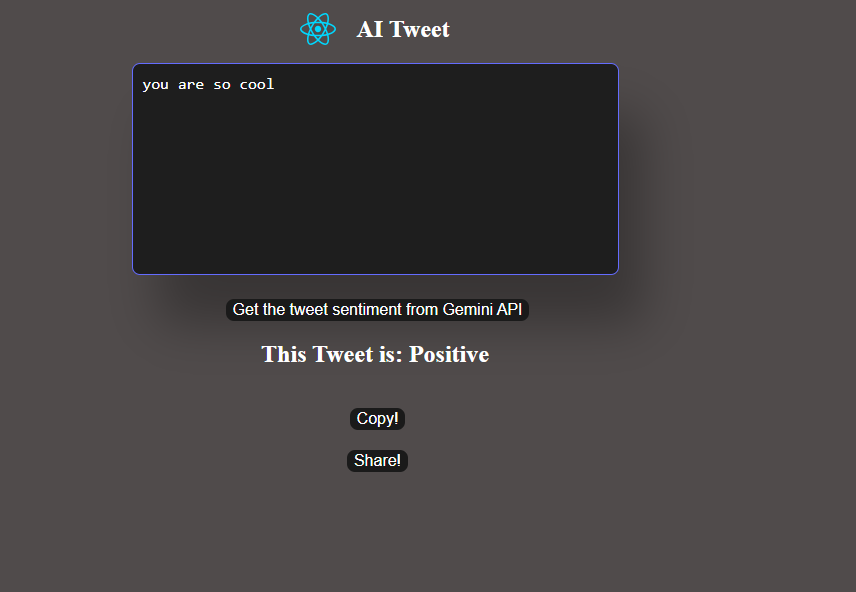 AI Tweet
you are so cool
Get the tweet sentiment from Gemini API
This Tweet is: Positive
Copy!
Share!